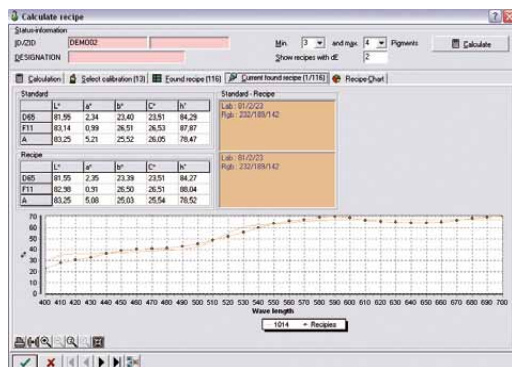 Calculate recipe
Status-information
ID/ZID DEMO02 Min. 3 and max. 4 Pigments Calculate
DESIGNATION Show recipes with dE 2
Calculation Select calibration (13) Found recipe (116) Current found recipe (1/116) Recipe-Chart
Standard Standard - Recipe
L* a* b* C* h* Lab : 81/2/23
D65 81,55 2,34 23,40 23,51 84,29 Rgb : 232/189/142
F11 83,14 0,99 26,51 26,53 87,87
A 83,25 5,21 25,52 26,05 78,47
Recipe Lab : 81/2/23
L* a* b* C* h* Rgb : 232/189/142
D65 81,55 2,35 23,39 23,51 84,27
F11 82,98 0,91 26,50 26,51 88,04
A 83,25 5,08 25,03 25,54 78,52
70
60
50
40
30
20
10
0
%
400 410 420 430 440 450 460 470 480 490 500 510 520 530 540 550 560 570 580 590 600 610 620 630 640 650 660 670 680 690 700
Wave length
1014 Recipies